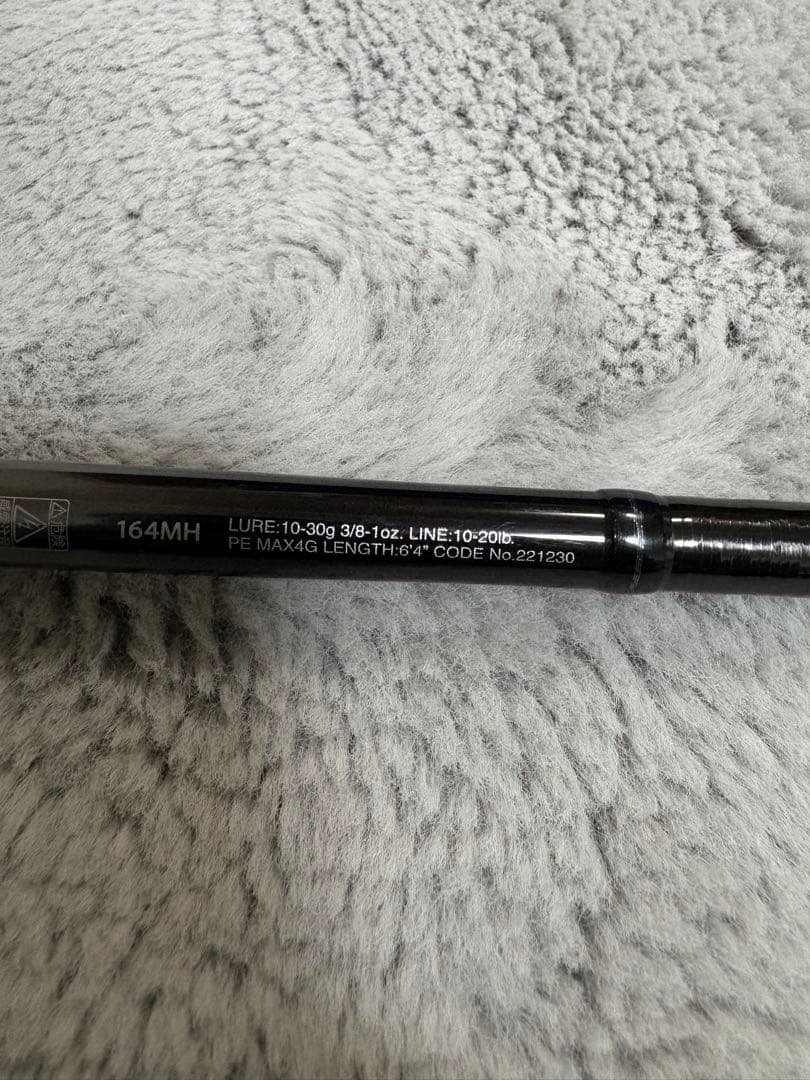 164MH
LURE:10-30g 3/8-1oz. LINE:10-20lb.
PE MAX4G LENGTH:6'4" CODE No.221230